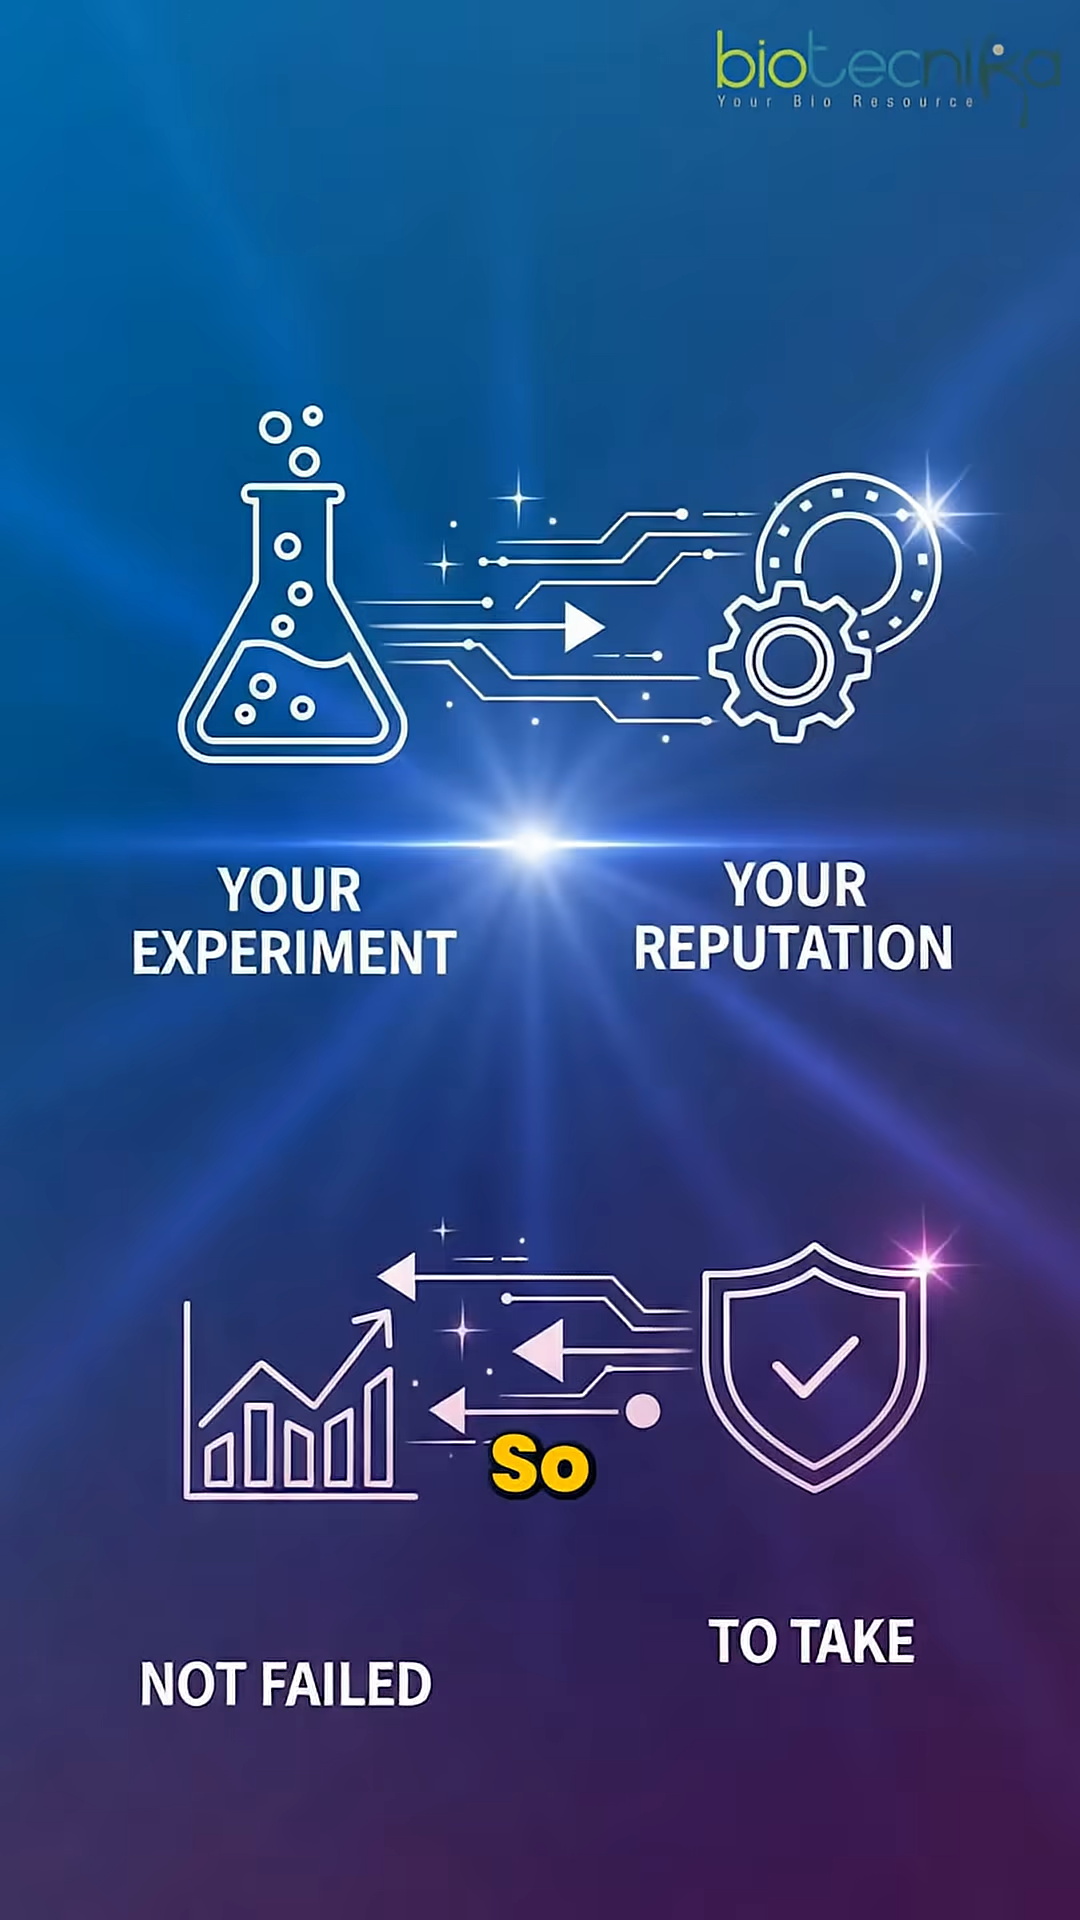 biotecnika
Your Bio Resource
YOUR
EXPERIMENT
YOUR
REPUTATION
So
NOT FAILED
TO TAKE